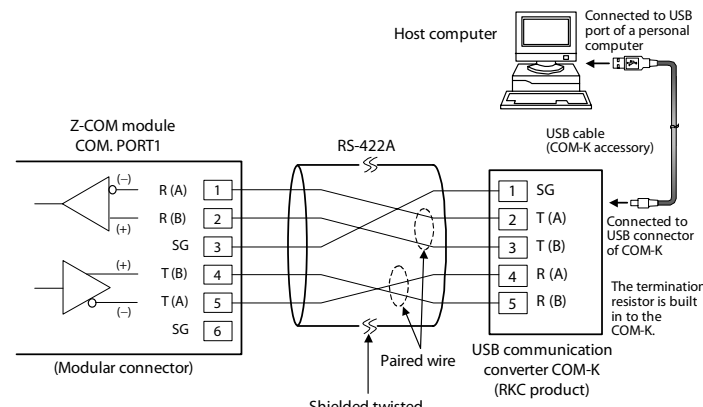 Connected to USB
port of a personal
computer
Host computer
USB cable
(COM-K accessory)
Z-COM module
COM. PORT1
RS-422A
(–)
R (A) 1
R (B) 2
(+)
SG 3
(+)
T (B) 4
T (A) 5
(–)
SG 6
(Modular connector)
1 SG
2 T (A)
3 T (B)
4 R (A)
5 R (B)
Connected to
USB connector
of COM-K
The termination
resistor is built
in to the
COM-K.
Paired wire
USB communication
converter COM-K
(RKC product)
Shielded twisted